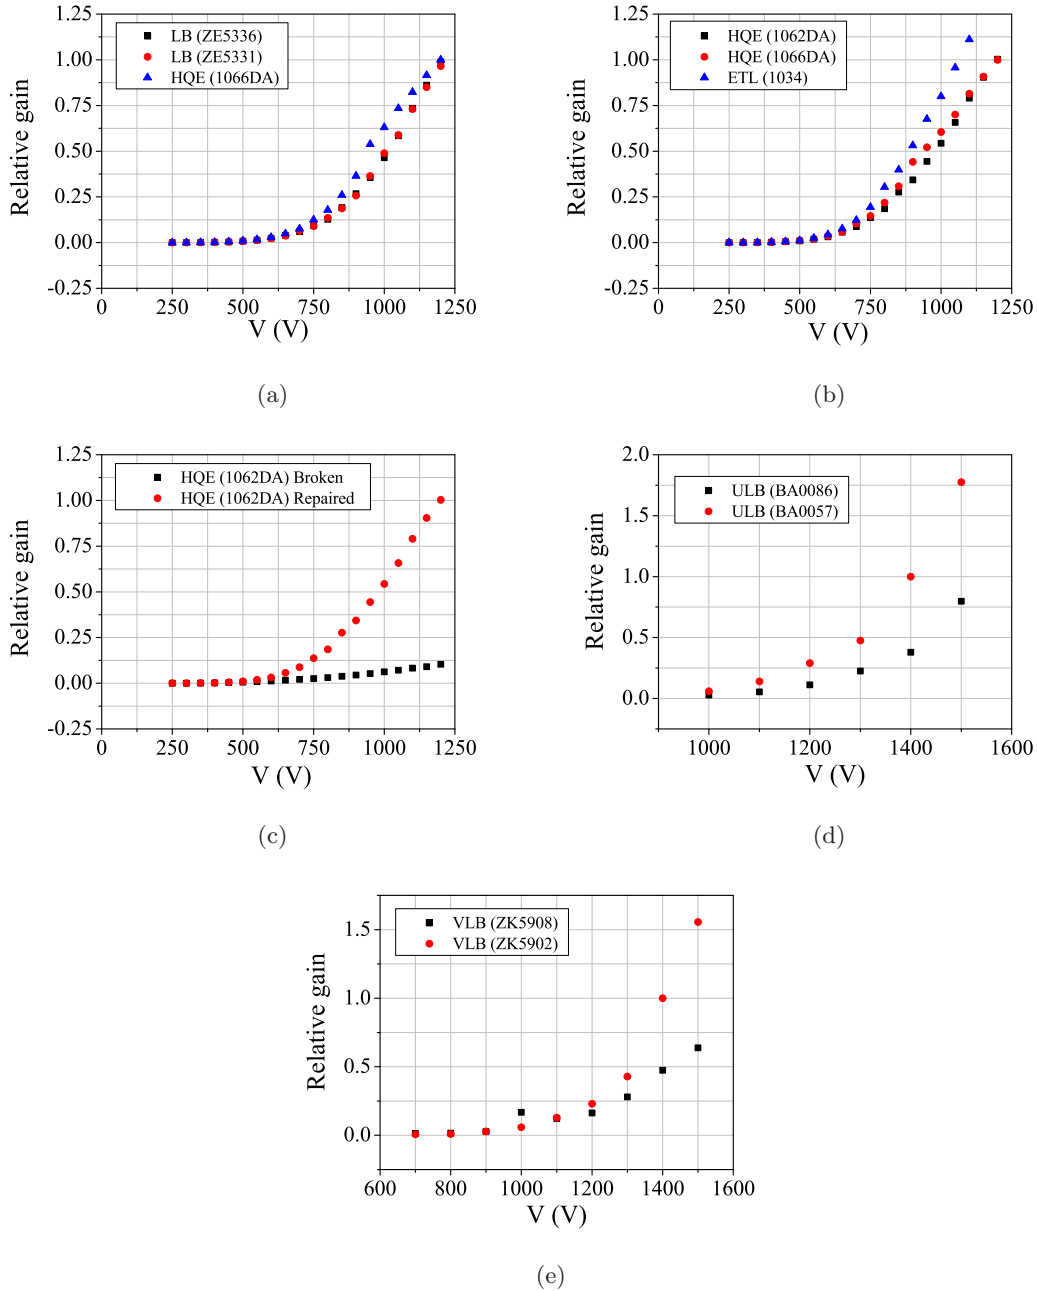 LB (ZE5336)
LB (ZE5331)
HQE (1066DA)
1.25
1.00
0.75
0.50
0.25
0.00
-0.25
Relative gain
0 250 500 750 1000 1250
V (V)
(a)
HQE (1062DA)
HQE (1066DA)
ETL (1034)
1.25
1.00
0.75
0.50
0.25
0.00
-0.25
Relative gain
0 250 500 750 1000 1250
V (V)
(b)
HQE (1062DA) Broken
HQE (1062DA) Repaired
1.25
1.00
0.75
0.50
0.25
0.00
-0.25
Relative gain
0 250 500 750 1000 1250
V (V)
(c)
ULB (BA0086)
ULB (BA0057)
2.0
1.5
1.0
0.5
0.0
Relative gain
1000 1200 1400 1600
V (V)
(d)
VLB (ZK5908)
VLB (ZK5902)
1.5
1.0
0.5
0.0
Relative gain
600 800 1000 1200 1400 1600
V (V)
(e)